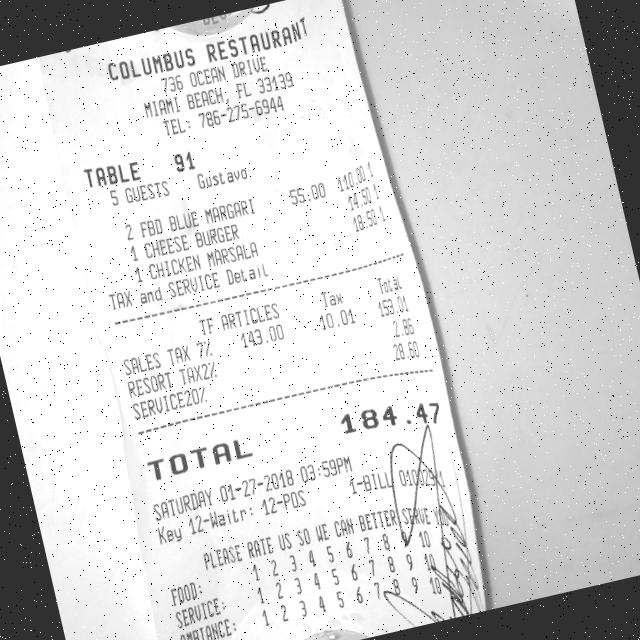 COLUMBUS RESTAURANT
736 OCEAN DRIVE
MIAMI BEACH, FL 33139
TEL: 786-275-6944
TABLE 91
5 GUESTS Gustavo
2 FBD BLUE MARGARI 55.00 110.00
1 CHEESE BURGER 14.50
1 CHICKEN MARSALA 18.50
TAX and SERVICE Detail
TF ARTICLES Tax Total
SALES TAX 7% 143.00 10.01 153.01
RESORT TAX2% 2.86
SERVICE20% 28.60
TOTAL 184.47
SATURDAY 01-27-2018 03:59PM
Key 12-Waitr: 12-POS 1-BILL
PLEASE RATE US SO WE CAN BETTER SERVE
FOOD: 1 2 3 4 5 6 7 8 10
SERVICE: 1 2 3 4 5 6 7 8 9 10
AMBIANCE: 1 2 3 4 5 6 7 8 9 10